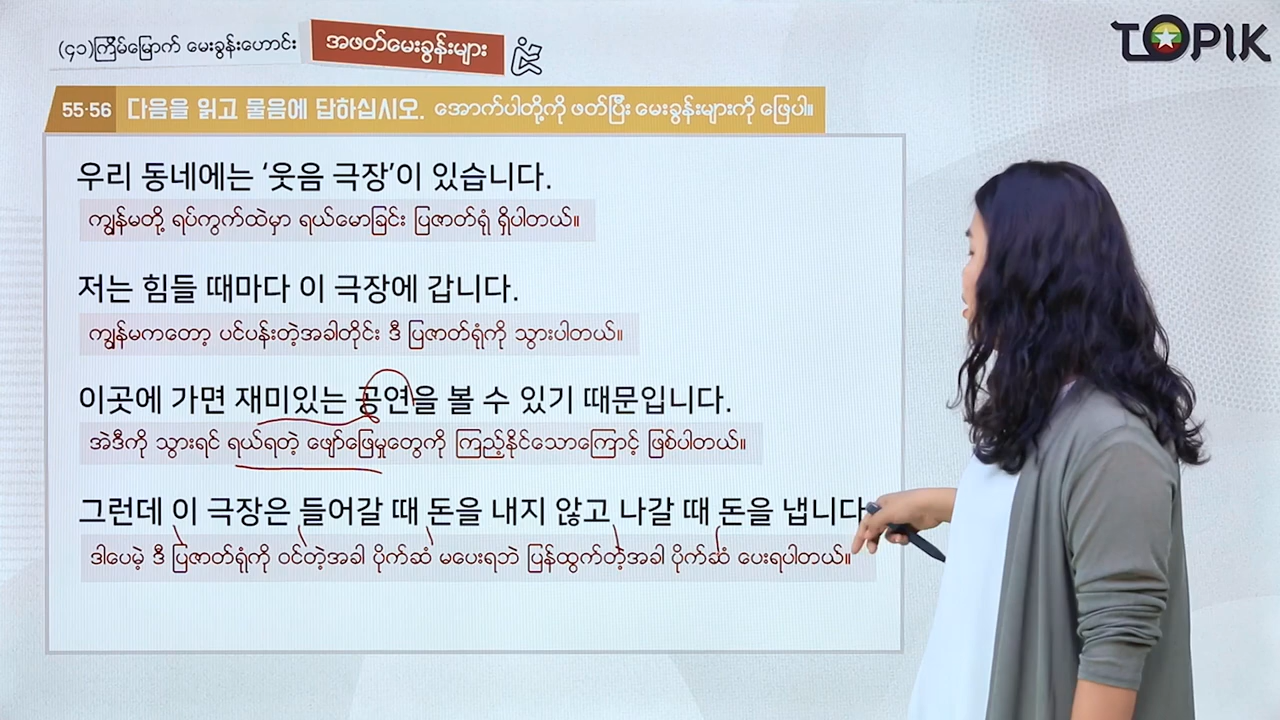 (၄၁)ကြိမ်မြောက် မေးခွန်းဟောင်း
အဖတ်မေးခွန်းများ
TOPIK
55-56 다음을 읽고 물음에 답하십시오. အောက်ပါတို့ကို ဖတ်ပြီး မေးခွန်းများကို ဖြေပါ။
우리 동네에는 ‘웃음 극장’이 있습니다.
ကျွန်မတို့ ရပ်ကွက်ထဲမှာ ရယ်မောခြင်း ပြဇာတ်ရုံ ရှိပါတယ်။
저는 힘들 때마다 이 극장에 갑니다.
ကျွန်မကတော့ ပင်ပန်းတဲ့အခါတိုင်း ဒီ ပြဇာတ်ရုံကို သွားပါတယ်။
이곳에 가면 재미있는 공연을 볼 수 있기 때문입니다.
အဲဒီကို သွားရင် ရယ်ရတဲ့ ဖျော်ဖြေမှုတွေကို ကြည့်နိုင်သောကြောင့် ဖြစ်ပါတယ်။
그런데 이 극장은 들어갈 때 돈을 내지 않고 나갈 때 돈을 냅니다
ဒါပေမဲ့ ဒီ ပြဇာတ်ရုံကို ဝင်တဲ့အခါ ပိုက်ဆံ မပေးရဘဲ ပြန်ထွက်တဲ့အခါ ပိုက်ဆံ ပေးရပါတယ်။